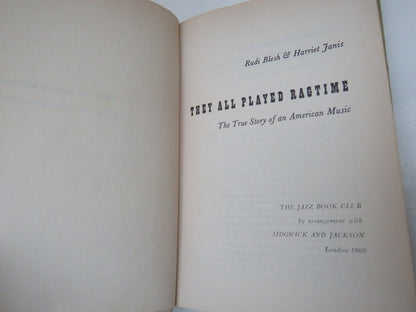 Rudi Blesh & Harriet Janis
THEY ALL PLAYED RAGTIME
The True Story of an American Music
THE JAZZ BOOK CLUB
by arrangement with
SIDGWICK AND JACKSON
London 1960